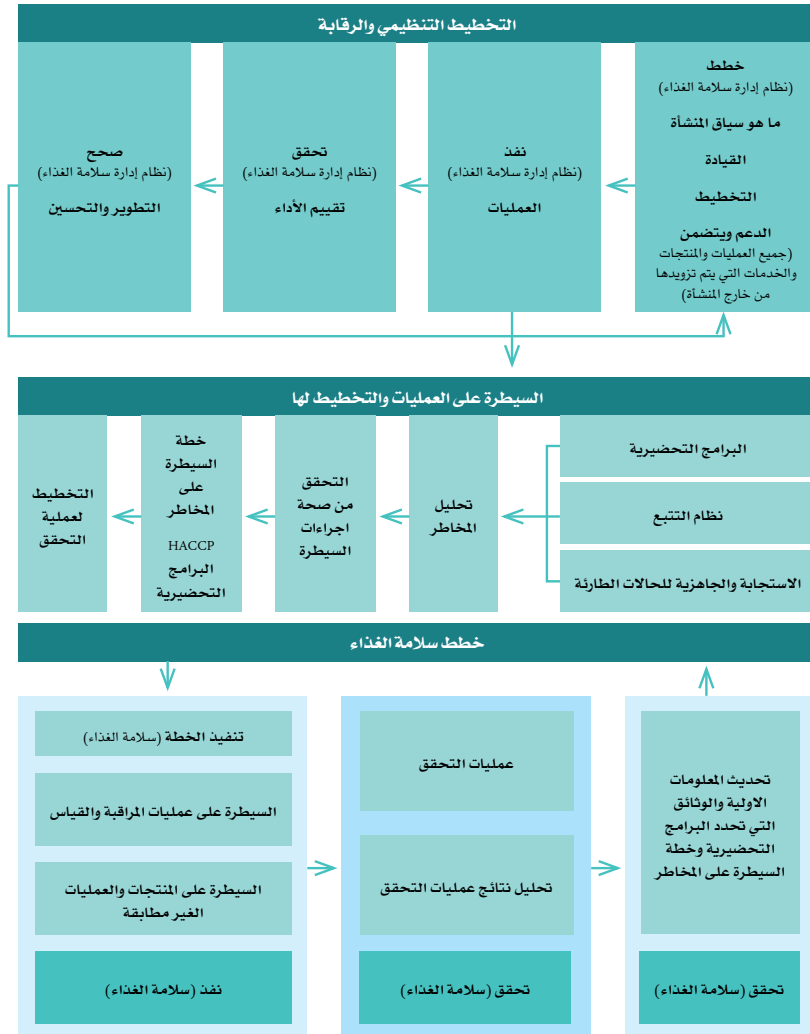 التخطيط التنظيمي والرقابة
خطط
(نظام إدارة سلامة الغذاء)
ما هو سياق المنشأة
القيادة
التخطيط
الدعم ويتضمن
(جميع العمليات والمنتجات
والخدمات التي يتم تزويدها
من خارج المنشأة)
نفذ
(نظام إدارة سلامة الغذاء)
العمليات
تحقق
(نظام إدارة سلامة الغذاء)
تقييم الأداء
صحح
(نظام إدارة سلامة الغذاء)
التطوير والتحسين
السيطرة على العمليات والتخطيط لها
البرامج التحضيرية
نظام التتبع
الاستجابة والجاهزية للحالات الطارئة
تحليل
المخاطر
التحقق
من صحة
اجراءات
السيطرة
خطة
السيطرة
على
المخاطر
HACCP
البرامج
التحضيرية
التخطيط
لعملية
التحقق
خطط سلامة الغذاء
تنفيذ الخطة (سلامة الغذاء)
السيطرة على عمليات المراقبة والقياس
السيطرة على المنتجات والعمليات
الغير مطابقة
نفذ (سلامة الغذاء)
عمليات التحقق
تحليل نتائج عمليات التحقق
تحقق (سلامة الغذاء)
تحديث المعلومات
الاولية والوثائق
التي تحدد البرامج
التحضيرية وخطة
السيطرة على المخاطر
تحقق (سلامة الغذاء)